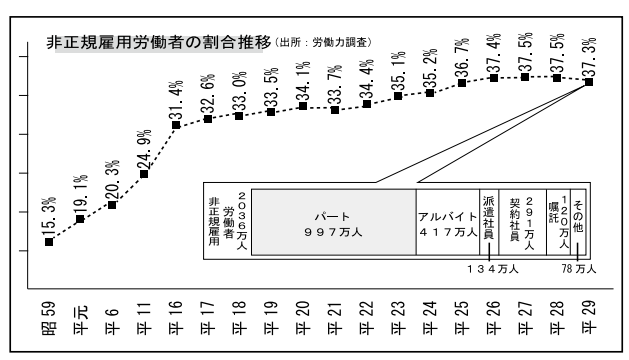 非正規雇用労働者の割合推移（出所：労働力調査）
15.3%
19.1%
20.3%
24.9%
31.4%
32.6%
33.0%
33.5%
34.1%
33.7%
34.4%
35.1%
35.2%
36.7%
37.4%
37.5%
37.5%
37.3%
非正規雇用
労働者
2036万人
パート
997万人
アルバイト
417万人
派遣社員
134万人
契約社員
291万人
嘱託
120万人
その他
78万人
昭59
平元
平6
平11
平16
平17
平18
平19
平20
平21
平22
平23
平24
平25
平26
平27
平28
平29